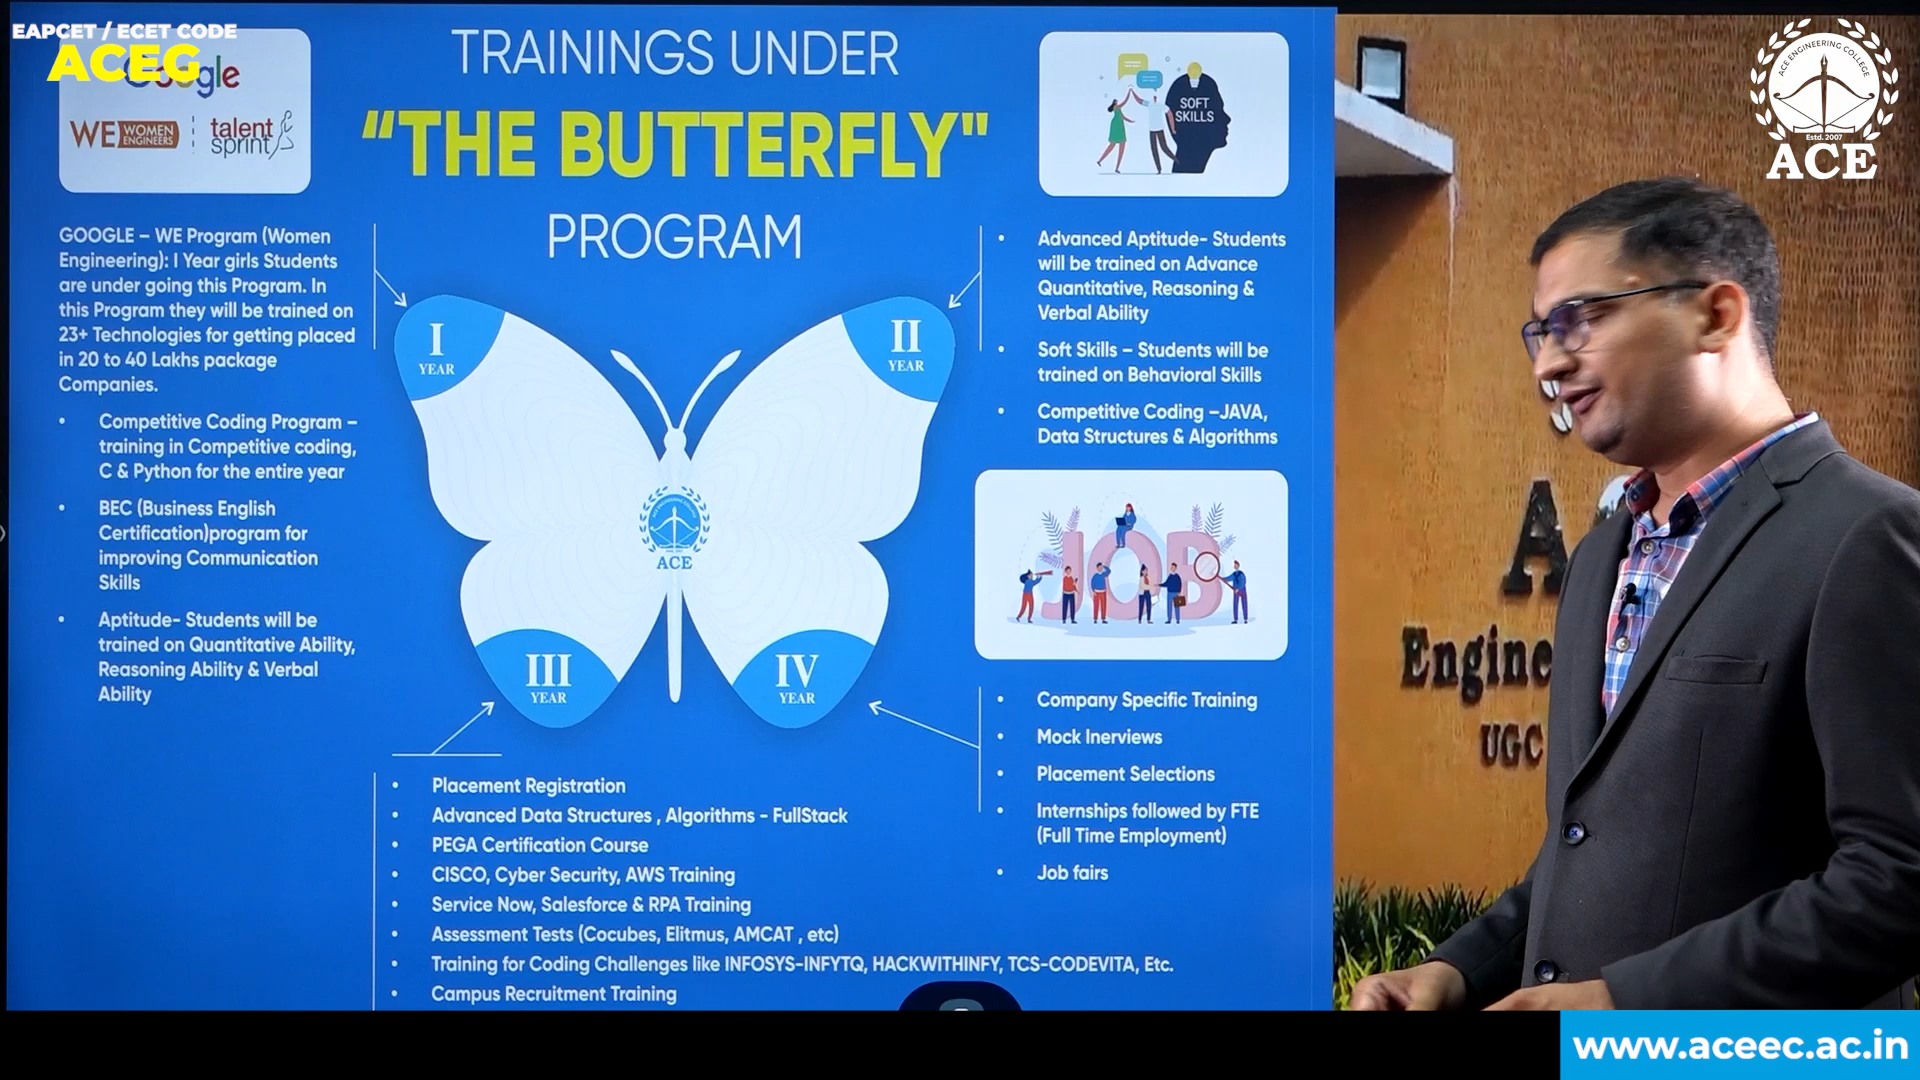 EAPCET / ECET CODE
ACEG
Google
WE WOMEN ENGINEERS
talent
sprint
TRAININGS UNDER
“THE BUTTERFLY"
PROGRAM
SOFT
SKILLS
ACE ENGINEERING COLLEGE
Estd. 2007
ACE
GOOGLE – WE Program (Women
Engineering): I Year girls Students
are under going this Program. In
this Program they will be trained on
23+ Technologies for getting placed
in 20 to 40 Lakhs package
Companies.
• Competitive Coding Program –
training in Competitive coding,
C & Python for the entire year
• BEC (Business English
Certification)program for
improving Communication
Skills
• Aptitude- Students will be
trained on Quantitative Ability,
Reasoning Ability & Verbal
Ability
I
YEAR
II
YEAR
ACE
III
YEAR
IV
YEAR
• Advanced Aptitude- Students
will be trained on Advance
Quantitative, Reasoning &
Verbal Ability
• Soft Skills – Students will be
trained on Behavioral Skills
• Competitive Coding –JAVA,
Data Structures & Algorithms
JOB
• Company Specific Training
• Mock Inerviews
• Placement Selections
• Internships followed by FTE
(Full Time Employment)
• Job fairs
• Placement Registration
• Advanced Data Structures , Algorithms - FullStack
• PEGA Certification Course
• CISCO, Cyber Security, AWS Training
• Service Now, Salesforce & RPA Training
• Assessment Tests (Cocubes, Elitmus, AMCAT , etc)
• Training for Coding Challenges like INFOSYS-INFYTQ, HACKWITHINFY, TCS-CODEVITA, Etc.
• Campus Recruitment Training
A
Engine
UGC
www.aceec.ac.in